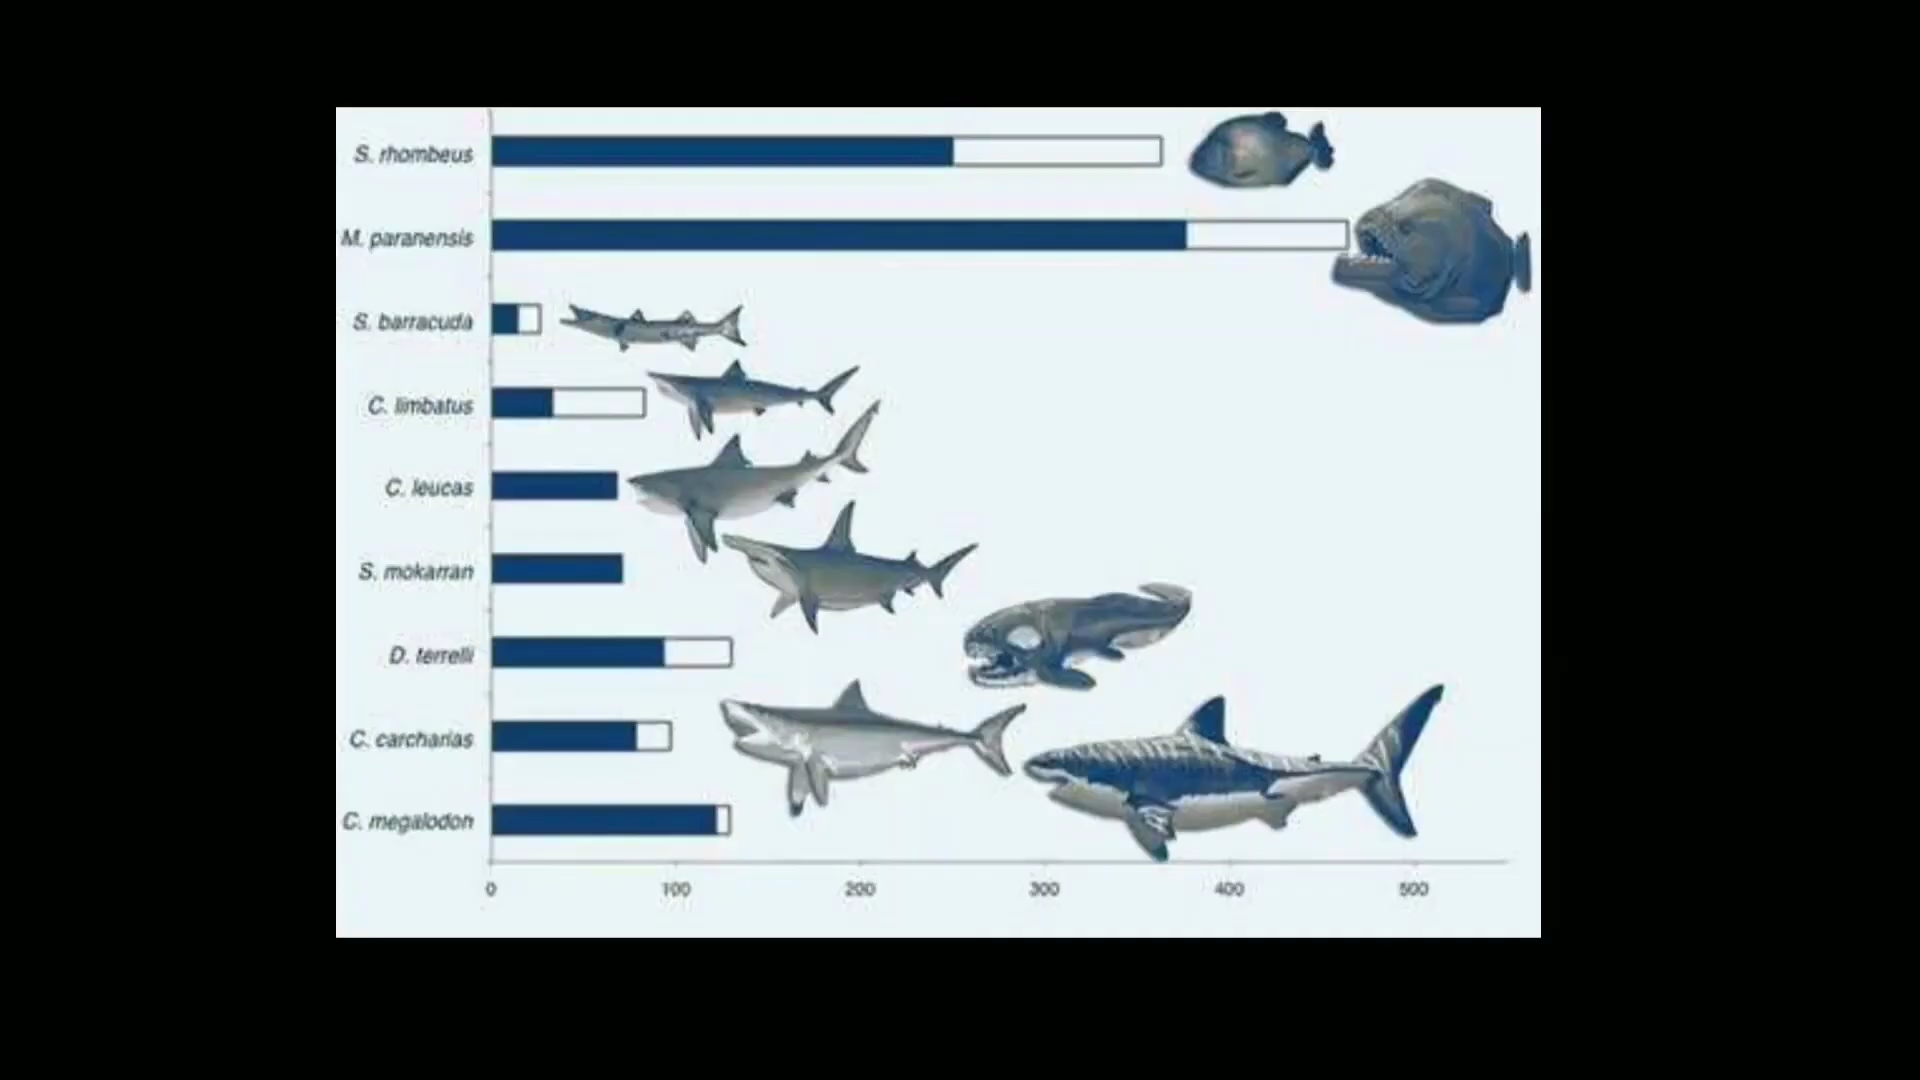 S. rhombeus
M. paranensis
S. barracuda
C. limbatus
C. leucas
S. mokarran
D. terrelli
C. carcharias
C. megalodon
0 100 200 300 400 500